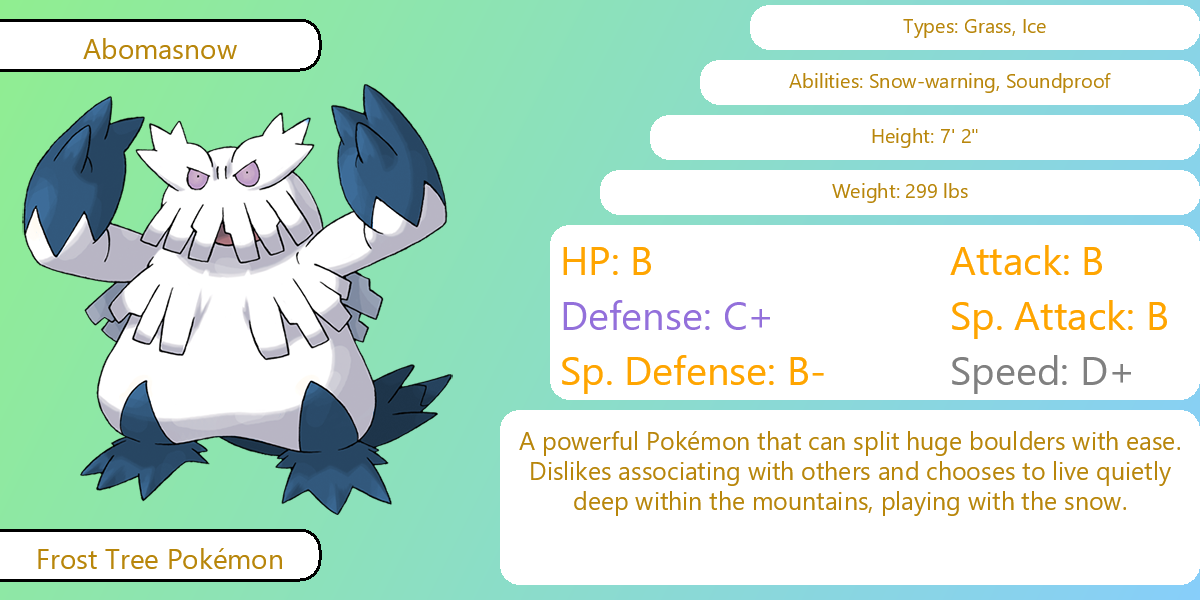 Abomasnow
Types: Grass, Ice
Abilities: Snow-warning, Soundproof
Height: 7' 2"
Weight: 299 lbs
HP: B
Attack: B
Defense: C+
Sp. Attack: B
Sp. Defense: B-
Speed: D+
A powerful Pokémon that can split huge boulders with ease.
Dislikes associating with others and chooses to live quietly
deep within the mountains, playing with the snow.
Frost Tree Pokémon